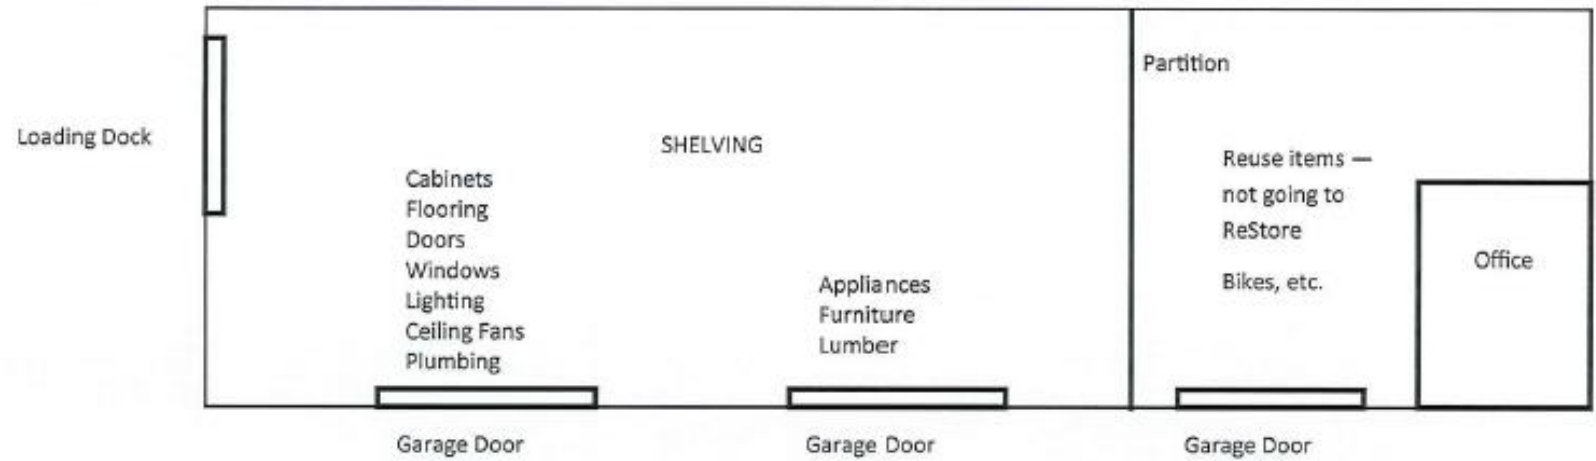 Partition
Loading Dock
SHELVING
Cabinets
Flooring
Doors
Windows
Lighting
Ceiling Fans
Plumbing
Appliances
Furniture
Lumber
Reuse items —
not going to
ReStore
Bikes, etc.
Office
Garage Door
Garage Door
Garage Door